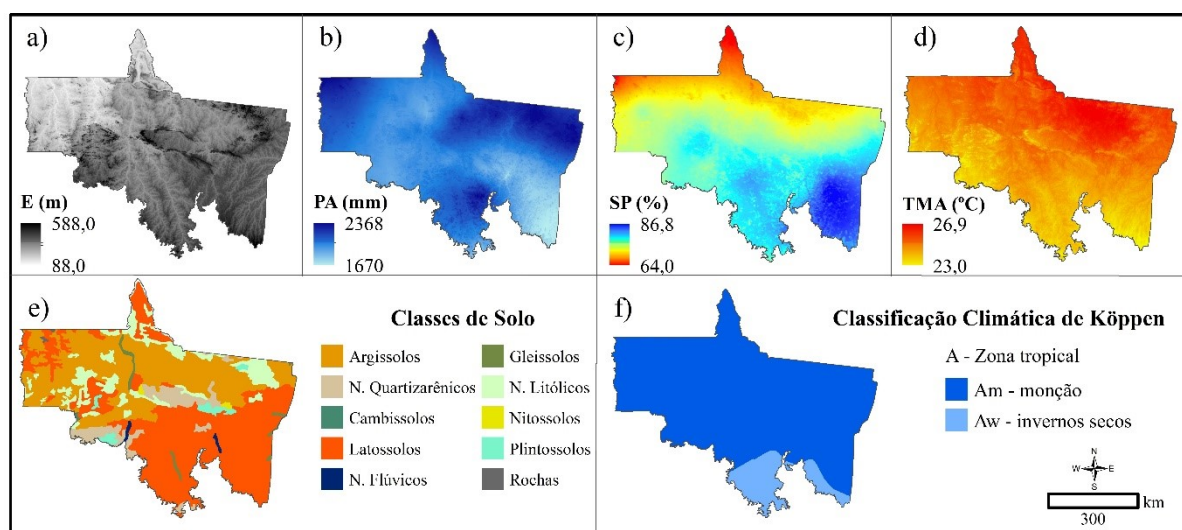 a)
E (m)
588,0
88,0
b)
PA (mm)
2368
1670
c)
SP (%)
86,8
64,0
d)
TMA (ºC)
26,9
23,0
e)
Classes de Solo
Argissolos
N. Quartizarênicos
Cambissolos
Latossolos
N. Flúvicos
Gleissolos
N. Litólicos
Nitossolos
Plintossolos
Rochas
f)
Classificação Climática de Köppen
A - Zona tropical
Am - monção
Aw - invernos secos
N
W E
S
km
300